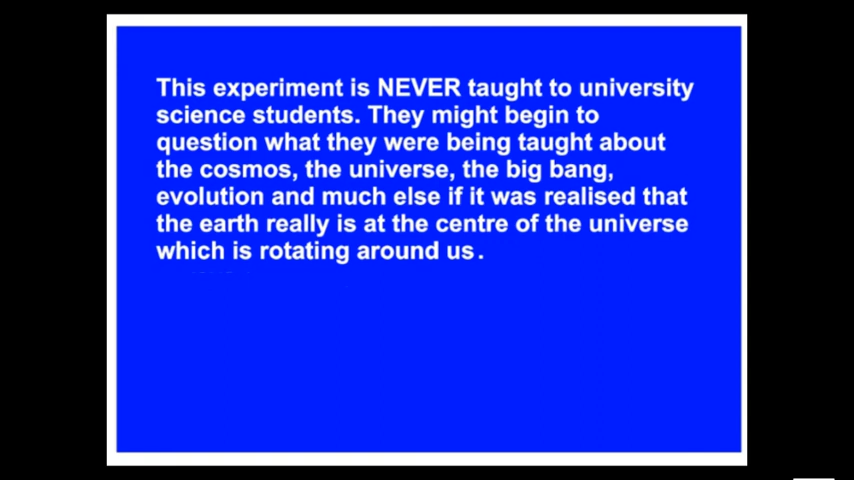 This experiment is NEVER taught to university
science students. They might begin to
question what they were being taught about
the cosmos, the universe, the big bang,
evolution and much else if it was realised that
the earth really is at the centre of the universe
which is rotating around us.